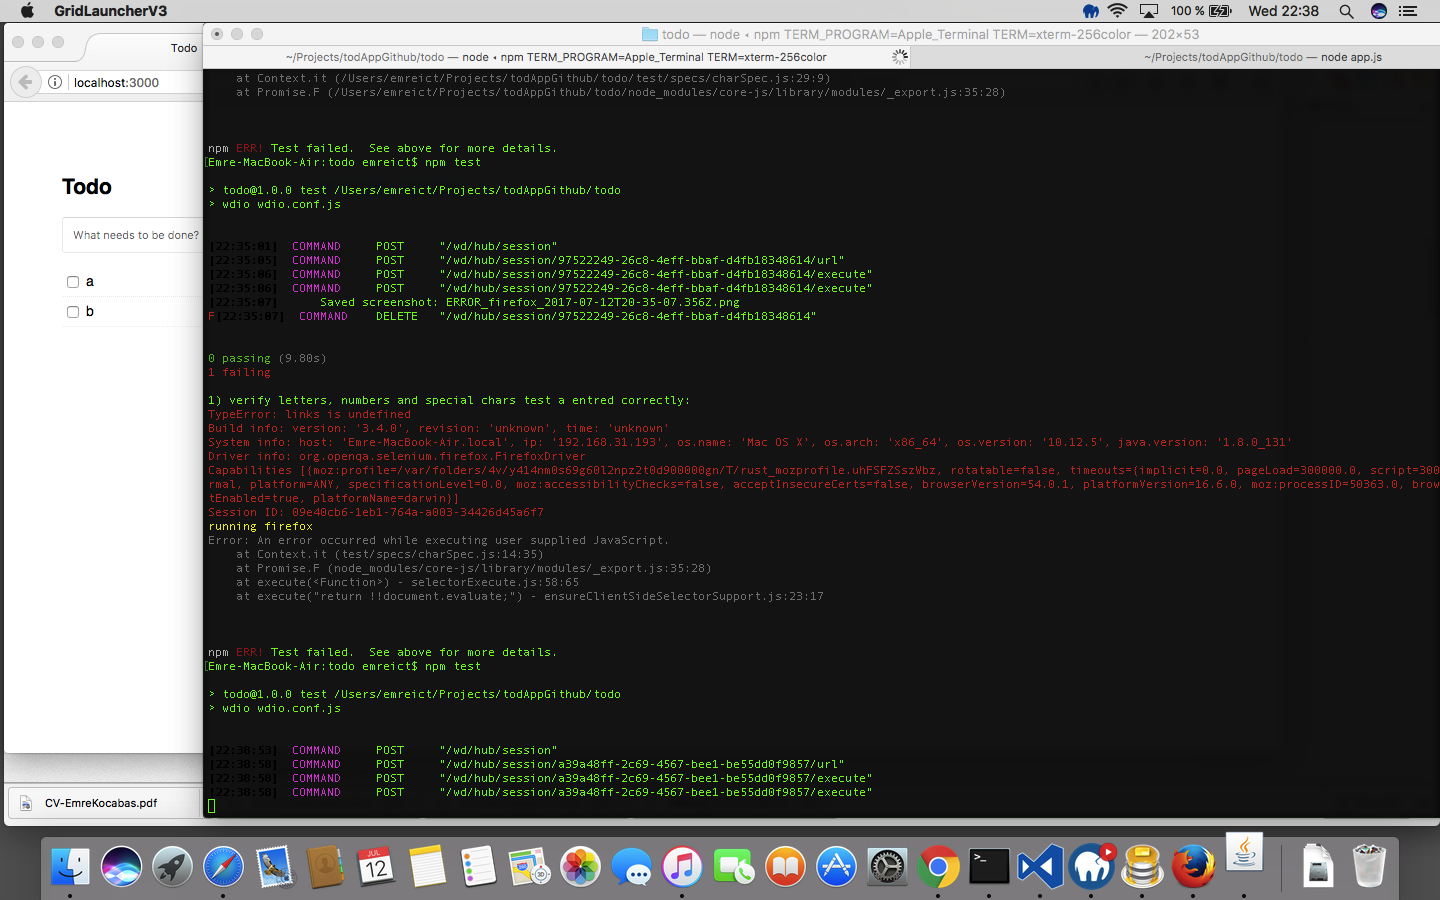 GridLauncherV3
100 %
Wed 22:38
Todo
localhost:3000
Todo
What needs to be done?
a
b
CV-EmreKocabas.pdf
todo — node ◂ npm TERM_PROGRAM=Apple_Terminal TERM=xterm-256color — 202×53
~/Projects/todAppGithub/todo — node ◂ npm TERM_PROGRAM=Apple_Terminal TERM=xterm-256color
~/Projects/todAppGithub/todo — node app.js
at Context.it (/Users/emreict/Projects/todAppGithub/todo/test/specs/charSpec.js:29:9)
at Promise.F (/Users/emreict/Projects/todAppGithub/todo/node_modules/core-js/library/modules/_export.js:35:28)
npm ERR! Test failed.  See above for more details.
[Emre-MacBook-Air:todo emreict$ npm test
> todo@1.0.0 test /Users/emreict/Projects/todAppGithub/todo
> wdio wdio.conf.js
[22:35:01]  COMMAND     POST     "/wd/hub/session"
[22:35:05]  COMMAND     POST     "/wd/hub/session/97522249-26c8-4eff-bbaf-d4fb18348614/url"
[22:35:06]  COMMAND     POST     "/wd/hub/session/97522249-26c8-4eff-bbaf-d4fb18348614/execute"
[22:35:06]  COMMAND     POST     "/wd/hub/session/97522249-26c8-4eff-bbaf-d4fb18348614/execute"
[22:35:07]      Saved screenshot: ERROR_firefox_2017-07-12T20-35-07.356Z.png
F[22:35:07]  COMMAND     DELETE   "/wd/hub/session/97522249-26c8-4eff-bbaf-d4fb18348614"
0 passing (9.80s)
1 failing
1) verify letters, numbers and special chars test a entred correctly:
TypeError: links is undefined
Build info: version: '3.4.0', revision: 'unknown', time: 'unknown'
System info: host: 'Emre-MacBook-Air.local', ip: '192.168.31.193', os.name: 'Mac OS X', os.arch: 'x86_64', os.version: '10.12.5', java.version: '1.8.0_131'
Driver info: org.openqa.selenium.firefox.FirefoxDriver
Capabilities [{moz:profile=/var/folders/4v/y414nm0s69g60l2npz2t0d900000gn/T/rust_mozprofile.uhFSFZSszWbz, rotatable=false, timeouts={implicit=0.0, pageLoad=300000.0, script=300
rmal, platform=ANY, specificationLevel=0.0, moz:accessibilityChecks=false, acceptInsecureCerts=false, browserVersion=54.0.1, platformVersion=16.6.0, moz:processID=50363.0, brow
tEnabled=true, platformName=darwin}]
Session ID: 09e40cb6-1eb1-764a-a003-34426d45a6f7
running firefox
Error: An error occurred while executing user supplied JavaScript.
at Context.it (test/specs/charSpec.js:14:35)
at Promise.F (node_modules/core-js/library/modules/_export.js:35:28)
at execute(<Function>) - selectorExecute.js:58:65
at execute("return !!document.evaluate;") - ensureClientSideSelectorSupport.js:23:17
npm ERR! Test failed.  See above for more details.
[Emre-MacBook-Air:todo emreict$ npm test
> todo@1.0.0 test /Users/emreict/Projects/todAppGithub/todo
> wdio wdio.conf.js
[22:38:53]  COMMAND     POST     "/wd/hub/session"
[22:38:58]  COMMAND     POST     "/wd/hub/session/a39a48ff-2c69-4567-bee1-be55dd0f9857/url"
[22:38:58]  COMMAND     POST     "/wd/hub/session/a39a48ff-2c69-4567-bee1-be55dd0f9857/execute"
[22:38:58]  COMMAND     POST     "/wd/hub/session/a39a48ff-2c69-4567-bee1-be55dd0f9857/execute"
JUL
12